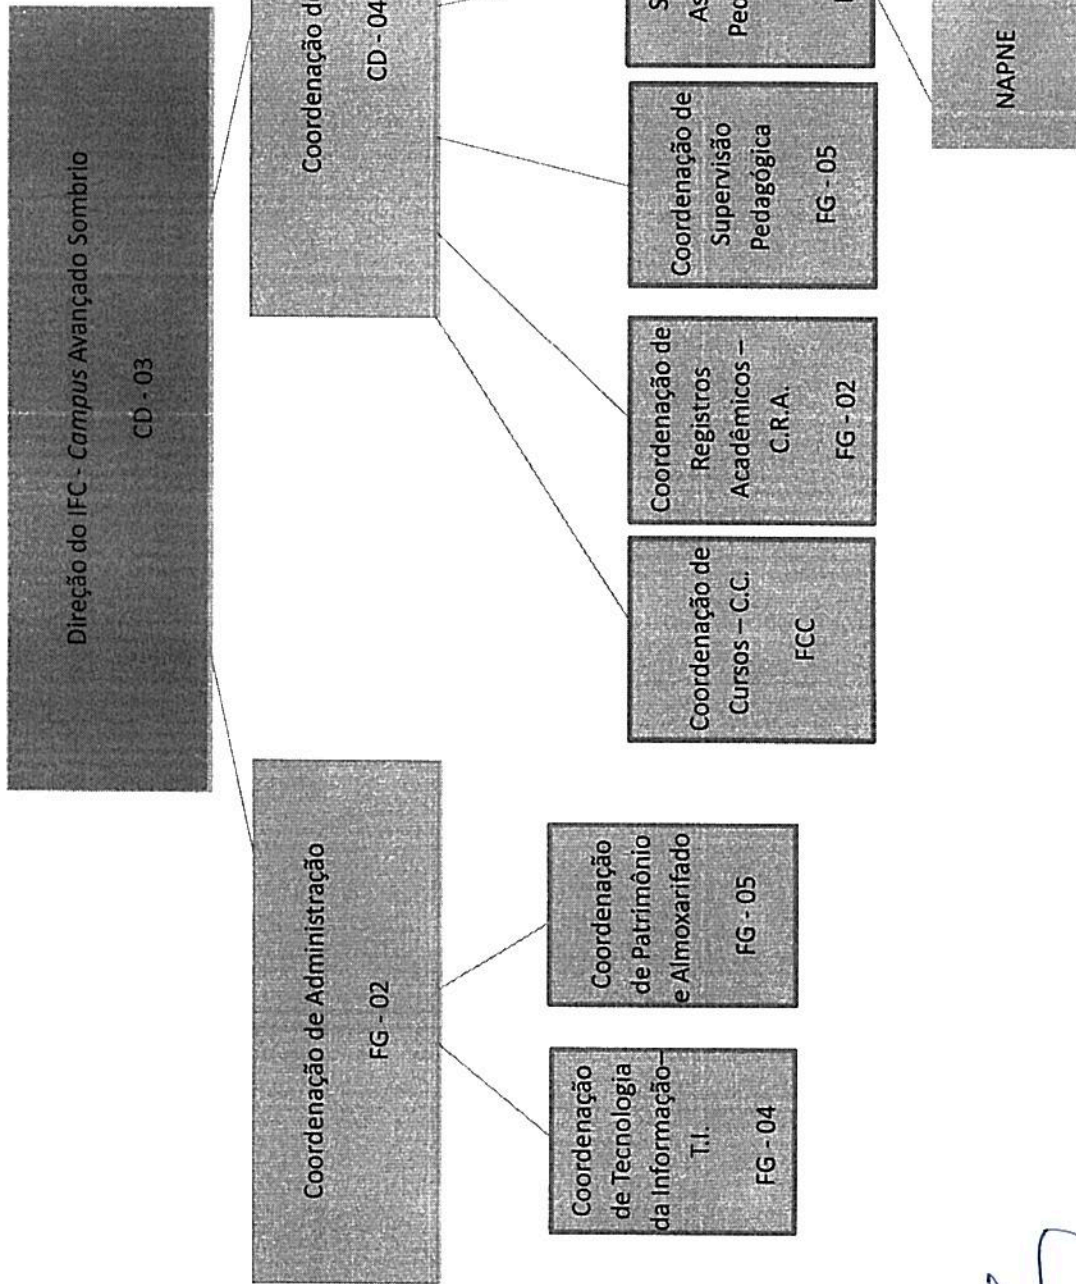 Direção do IFC - Campus Avançado Sombrio
CD - 03
Coordenação de Administração
FG - 02
Coordenação
CD - 04
Coordenação
de Tecnologia
da Informação–
T.I.
FG - 04
Coordenação
de Patrimônio
e Almoxarifado
FG - 05
Coordenação de
Cursos – C.C.
FCC
Coordenação de
Registros
Acadêmicos –
C.R.A.
FG - 02
Coordenação de
Supervisão
Pedagógica
FG - 05
NAPNE